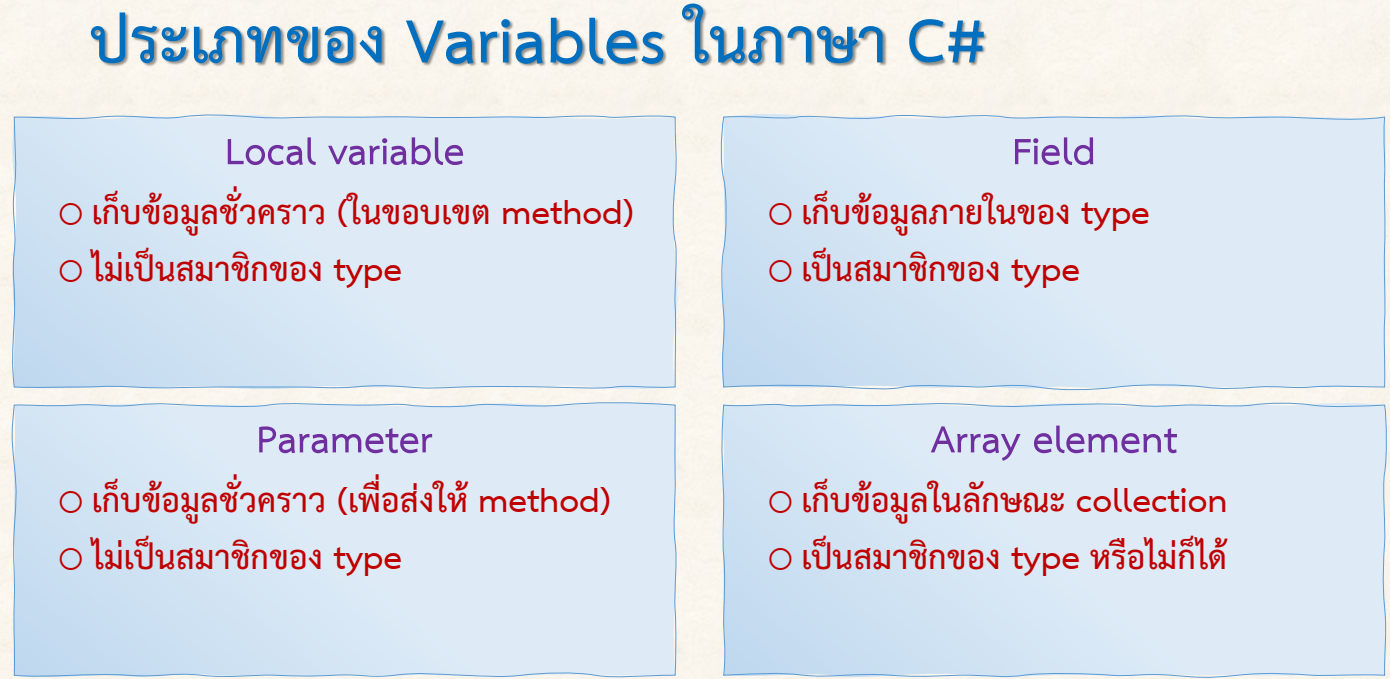 ประเภทของ Variables ในภาษา C#
Local variable
○ เก็บข้อมูลชั่วคราว (ในขอบเขต method)
○ ไม่เป็นสมาชิกของ type
Field
○ เก็บข้อมูลภายในของ type
○ เป็นสมาชิกของ type
Parameter
○ เก็บข้อมูลชั่วคราว (เพื่อส่งให้ method)
○ ไม่เป็นสมาชิกของ type
Array element
○ เก็บข้อมูลในลักษณะ collection
○ เป็นสมาชิกของ type หรือไม่ก็ได้